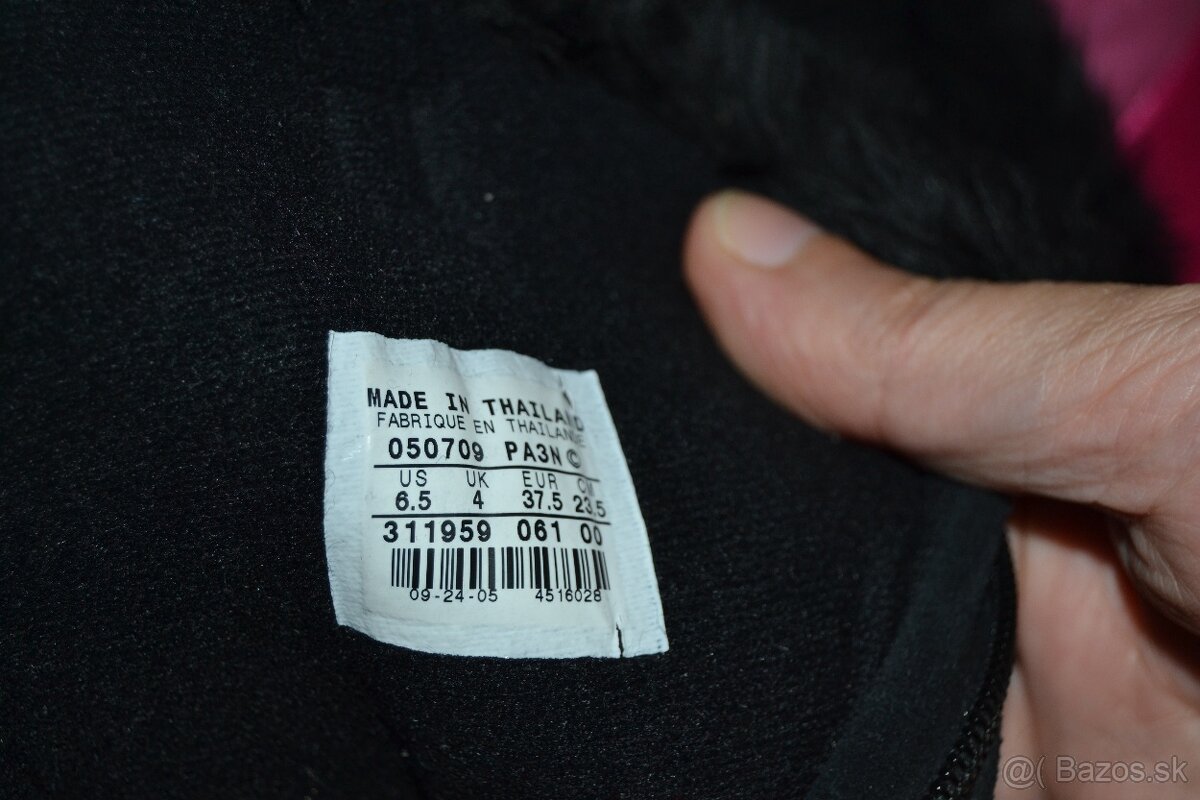 MADE IN THAILAND
FABRIQUE EN THAILANDE
050709 PA3N©
US UK EUR CM
6.5 4 37.5 23.5
311959 061 00
09-24-05 4516028
@( Bazos.sk